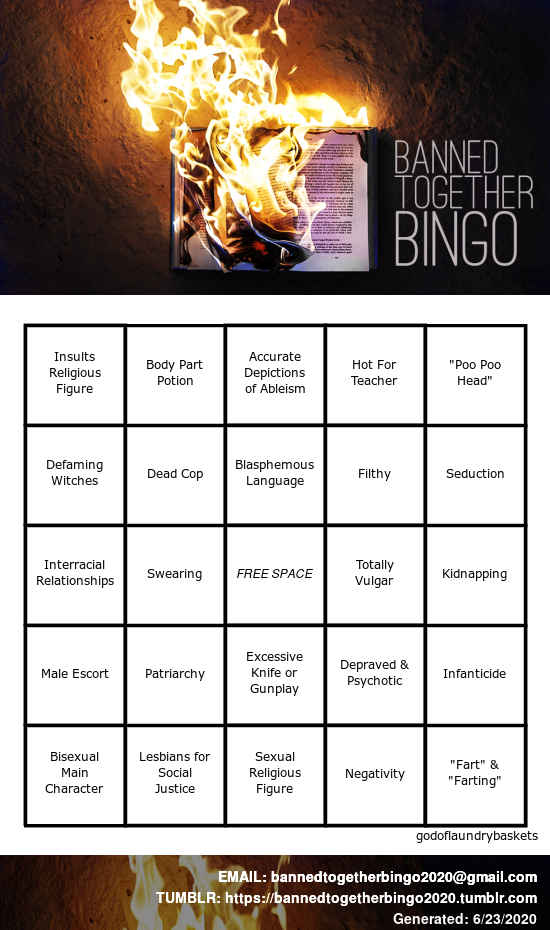 BANNED
TOGETHER
BINGO
Insults
Religious
Figure
Body Part
Potion
Accurate
Depictions
of Ableism
Hot For
Teacher
"Poo Poo
Head"
Defaming
Witches
Dead Cop
Blasphemous
Language
Filthy
Seduction
Interracial
Relationships
Swearing
FREE SPACE
Totally
Vulgar
Kidnapping
Male Escort
Patriarchy
Excessive
Knife or
Gunplay
Depraved &
Psychotic
Infanticide
Bisexual
Main
Character
Lesbians for
Social
Justice
Sexual
Religious
Figure
Negativity
"Fart" &
"Farting"
godoflaundrybaskets
EMAIL: bannedtogetherbingo2020@gmail.com
TUMBLR: https://bannedtogetherbingo2020.tumblr.com
Generated: 6/23/2020